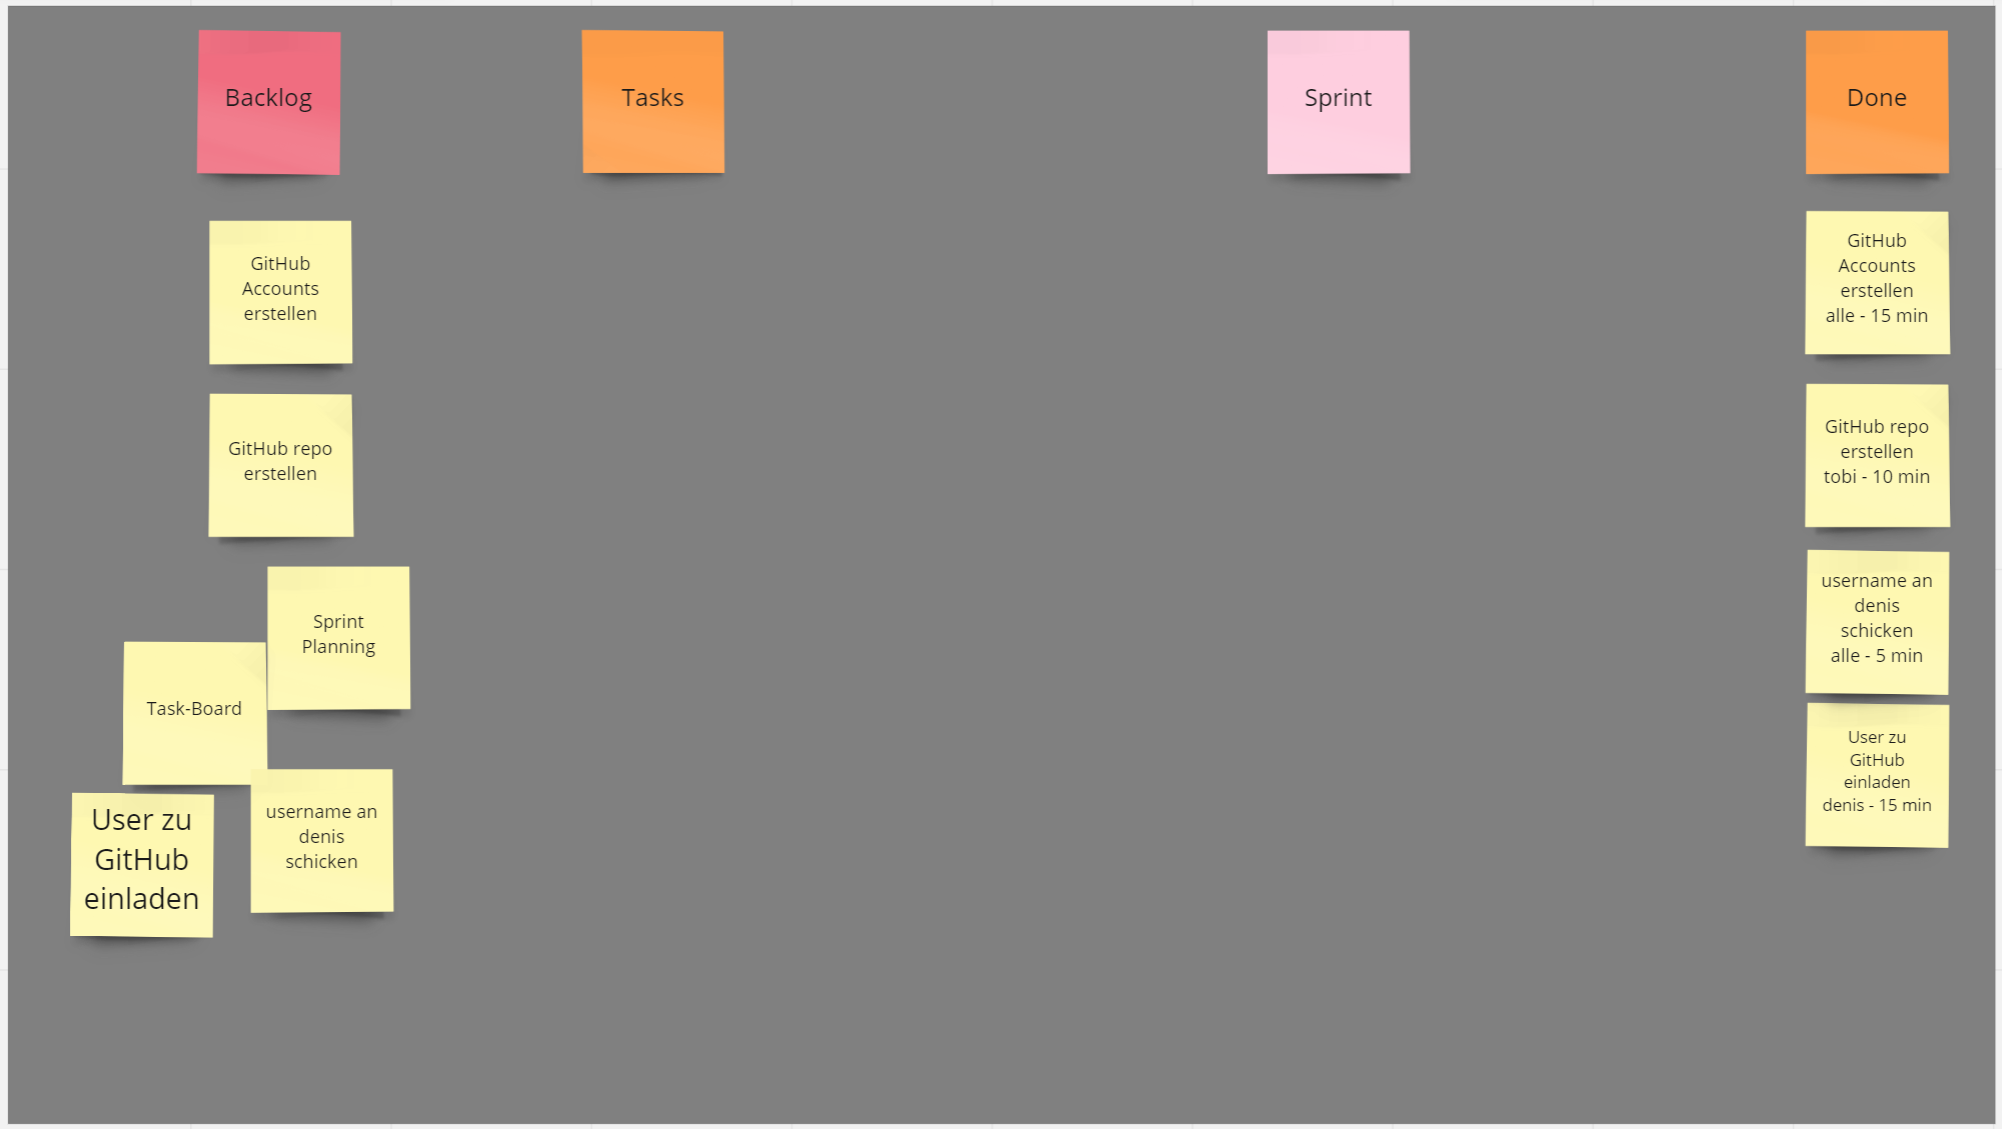 Backlog
Tasks
Sprint
Done
GitHub
Accounts
erstellen
GitHub repo
erstellen
Sprint
Planning
Task-Board
User zu
GitHub
einladen
username an
denis
schicken
GitHub
Accounts
erstellen
alle - 15 min
GitHub repo
erstellen
tobi - 10 min
username an
denis
schicken
alle - 5 min
User zu
GitHub
einladen
denis - 15 min